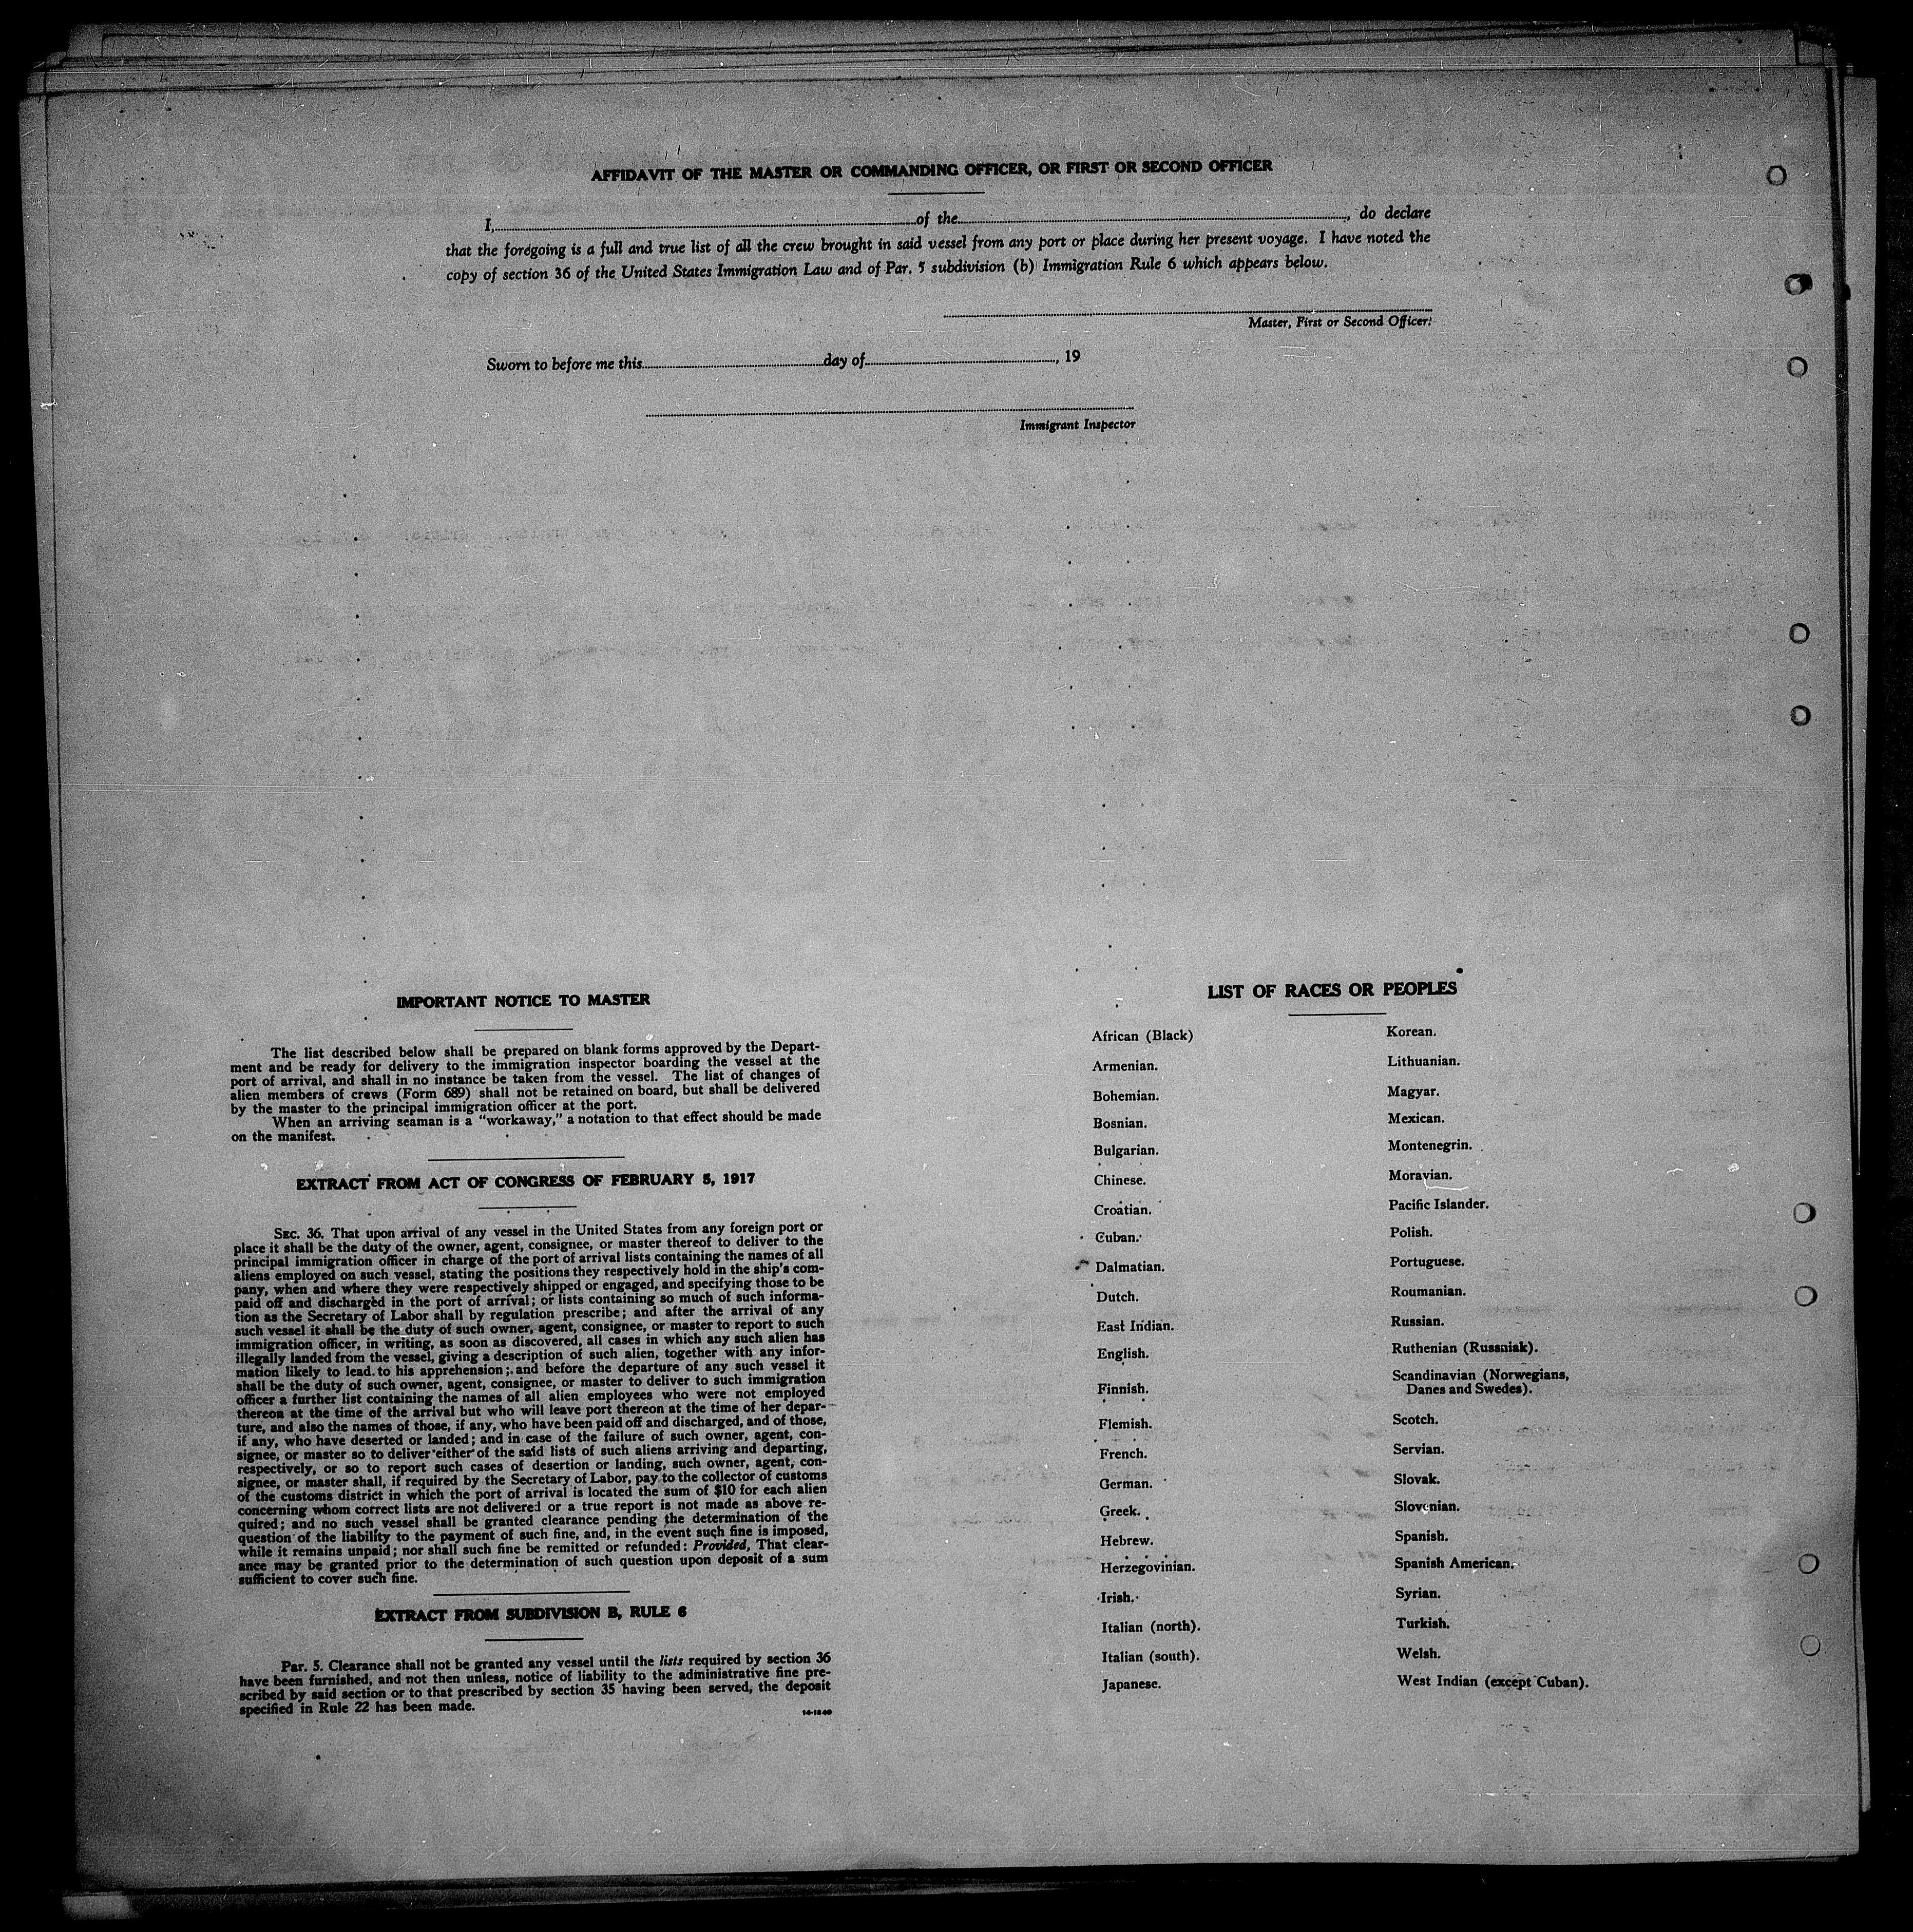 AFFIDAVIT OF THE MASTER OR COMMANDING OFFICER, OR FIRST OR SECOND OFFICER
I, of the , do declare
that the foregoing is a full and true list of all the crew brought in said vessel from any port or place during her present voyage. I have noted the
copy of section 36 of the United States Immigration Law and of Par. 5 subdivision (b) Immigration Rule 6 which appears below.
Master, First or Second Officer.
Sworn to before me this day of , 19
Immigrant Inspector
IMPORTANT NOTICE TO MASTER
The list described below shall be prepared on blank forms approved by the Depart-
ment and be ready for delivery to the immigration inspector boarding the vessel at the
port of arrival, and shall in no instance be taken from the vessel. The list of changes of
alien members of crews (Form 689) shall not be retained on board, but shall be delivered
by the master to the principal immigration officer at the port.
When an arriving seaman is a "workaway," a notation to that effect should be made
on the manifest.
EXTRACT FROM ACT OF CONGRESS OF FEBRUARY 5, 1917
SEC. 36. That upon arrival of any vessel in the United States from any foreign port or
place it shall be the duty of the owner, agent, consignee, or master thereof to deliver to the
principal immigration officer in charge of the port of arrival lists containing the names of all
aliens employed on such vessel, stating the positions they respectively hold in the ship's com-
pany, when and where they were respectively shipped or engaged, and specifying those to be
paid off and discharged in the port of arrival; or lists containing so much of such informa-
tion as the Secretary of Labor shall by regulation prescribe; and after the arrival of any
such vessel it shall be the duty of such owner, agent, consignee, or master to report to such
immigration officer, in writing, as soon as discovered, all cases in which any such alien has
illegally landed from the vessel, giving a description of such alien, together with any infor-
mation likely to lead to his apprehension; and before the departure of any such vessel it
shall be the duty of such owner, agent, consignee, or master to deliver to such immigration
officer a further list containing the names of all alien employees who were not employed
thereon at the time of the arrival but who will leave port thereon at the time of her depar-
ture, and also the names of those, if any, who have been paid off and discharged, and of those,
if any, who have deserted or landed; and in case of the failure of such owner, agent, con-
signee, or master so to deliver either of the said lists of such aliens arriving and departing,
respectively, or so to report such cases of desertion or landing, such owner, agent, con-
signee, or master shall, if required by the Secretary of Labor, pay to the collector of customs
of the customs district in which the port of arrival is located the sum of $10 for each alien
concerning whom correct lists are not delivered or a true report is not made as above re-
quired; and no such vessel shall be granted clearance pending the determination of the
question of the liability to the payment of such fine, and, in the event such fine is imposed,
while it remains unpaid; nor shall such fine be remitted or refunded: Provided, That clear-
ance may be granted prior to the determination of such question upon deposit of a sum
sufficient to cover such fine.
EXTRACT FROM SUBDIVISION B, RULE 6
Par. 5. Clearance shall not be granted any vessel until the lists required by section 36
have been furnished, and not then unless, notice of liability to the administrative fine pre-
scribed by said section or to that prescribed by section 35 having been served, the deposit
specified in Rule 22 has been made.
LIST OF RACES OR PEOPLES
African (Black)
Armenian.
Bohemian.
Bosnian.
Bulgarian.
Chinese.
Croatian.
Cuban.
Dalmatian.
Dutch.
East Indian.
English.
Finnish.
Flemish.
French.
German.
Greek.
Hebrew.
Herzegovinian.
Irish.
Italian (north).
Italian (south).
Japanese.
Korean.
Lithuanian.
Magyar.
Mexican.
Montenegrin.
Moravian.
Pacific Islander.
Polish.
Portuguese.
Roumanian.
Russian.
Ruthenian (Russniak).
Scandinavian (Norwegians,
Danes and Swedes).
Scotch.
Servian.
Slovak.
Slovenian.
Spanish.
Spanish American.
Syrian.
Turkish.
Welsh.
West Indian (except Cuban).